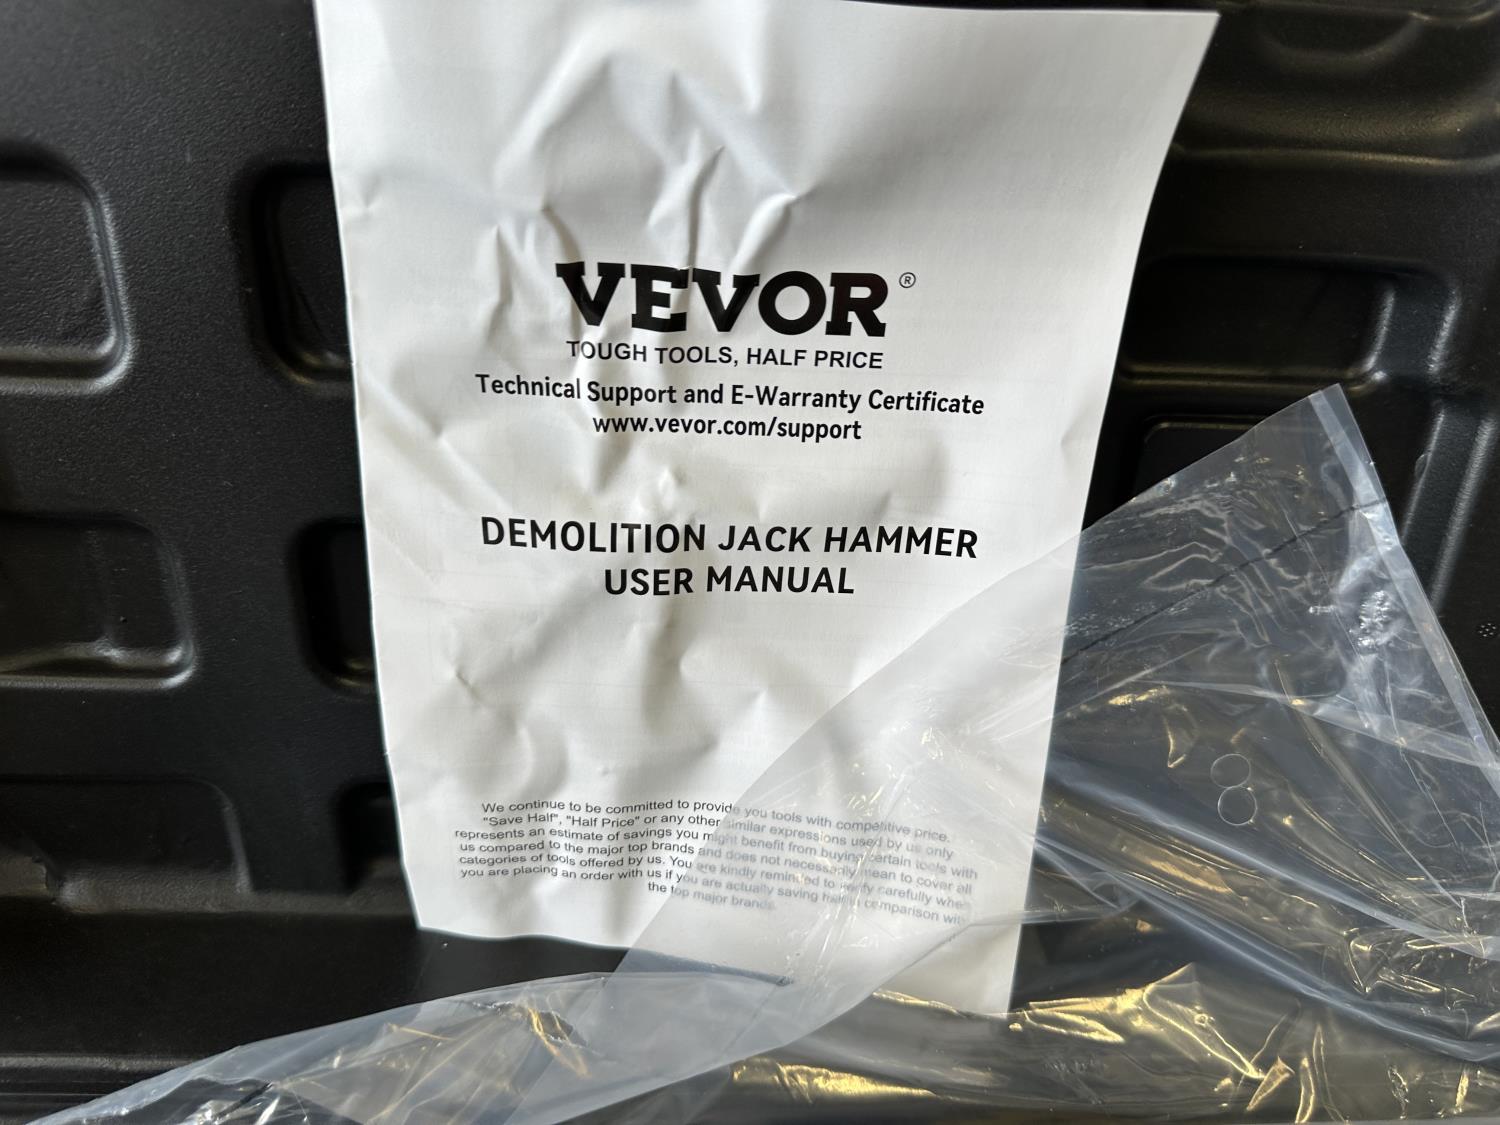 VEVOR®
TOUGH TOOLS, HALF PRICE
Technical Support and E-Warranty Certificate
www.vevor.com/support
DEMOLITION JACK HAMMER
USER MANUAL
We continue to be committed to provide you tools with competitive price.
"Save Half", "Half Price" or any other similar expressions used by us only
represents an estimate of savings you might benefit from buying certain tools with
us compared to the major top brands and does not necessarily mean to cover all
categories of tools offered by us. You are kindly reminded to verify carefully when
you are placing an order with us if you are actually saving half in comparison with
the top major brands.